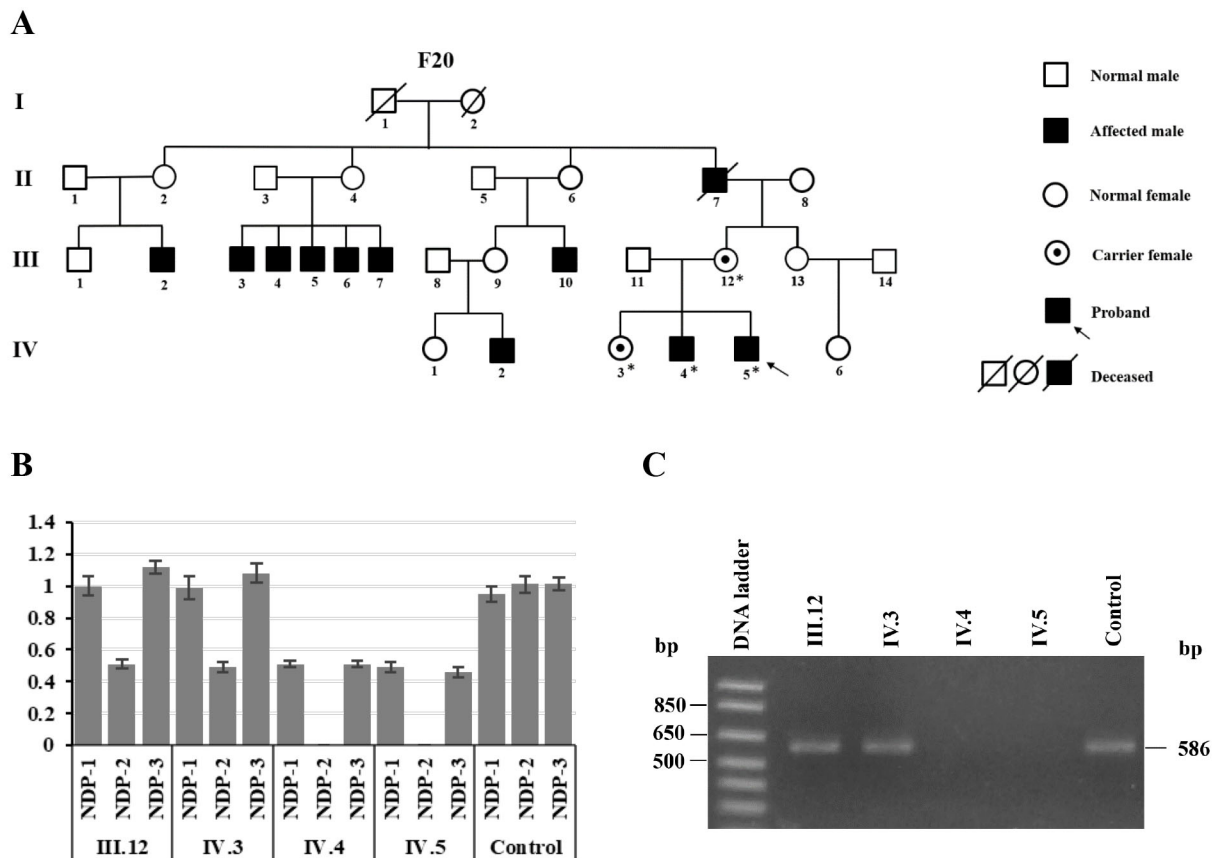 A
F20
I
1 2
II
1 2 3 4 5 6 7 8
III
1 2 3 4 5 6 7 8 9 10 11 12* 13 14
IV
1 2 3* 4* 5* 6
Normal male
Affected male
Normal female
Carrier female
Proband
Deceased
B
1.4
1.2
1
0.8
0.6
0.4
0.2
0
NDP-1 NDP-2 NDP-3 NDP-1 NDP-2 NDP-3 NDP-1 NDP-2 NDP-3 NDP-1 NDP-2 NDP-3 NDP-1 NDP-2 NDP-3
III.12 IV.3 IV.4 IV.5 Control
C
bp DNA ladder III.12 IV.3 IV.4 IV.5 Control bp
850
650
586
500